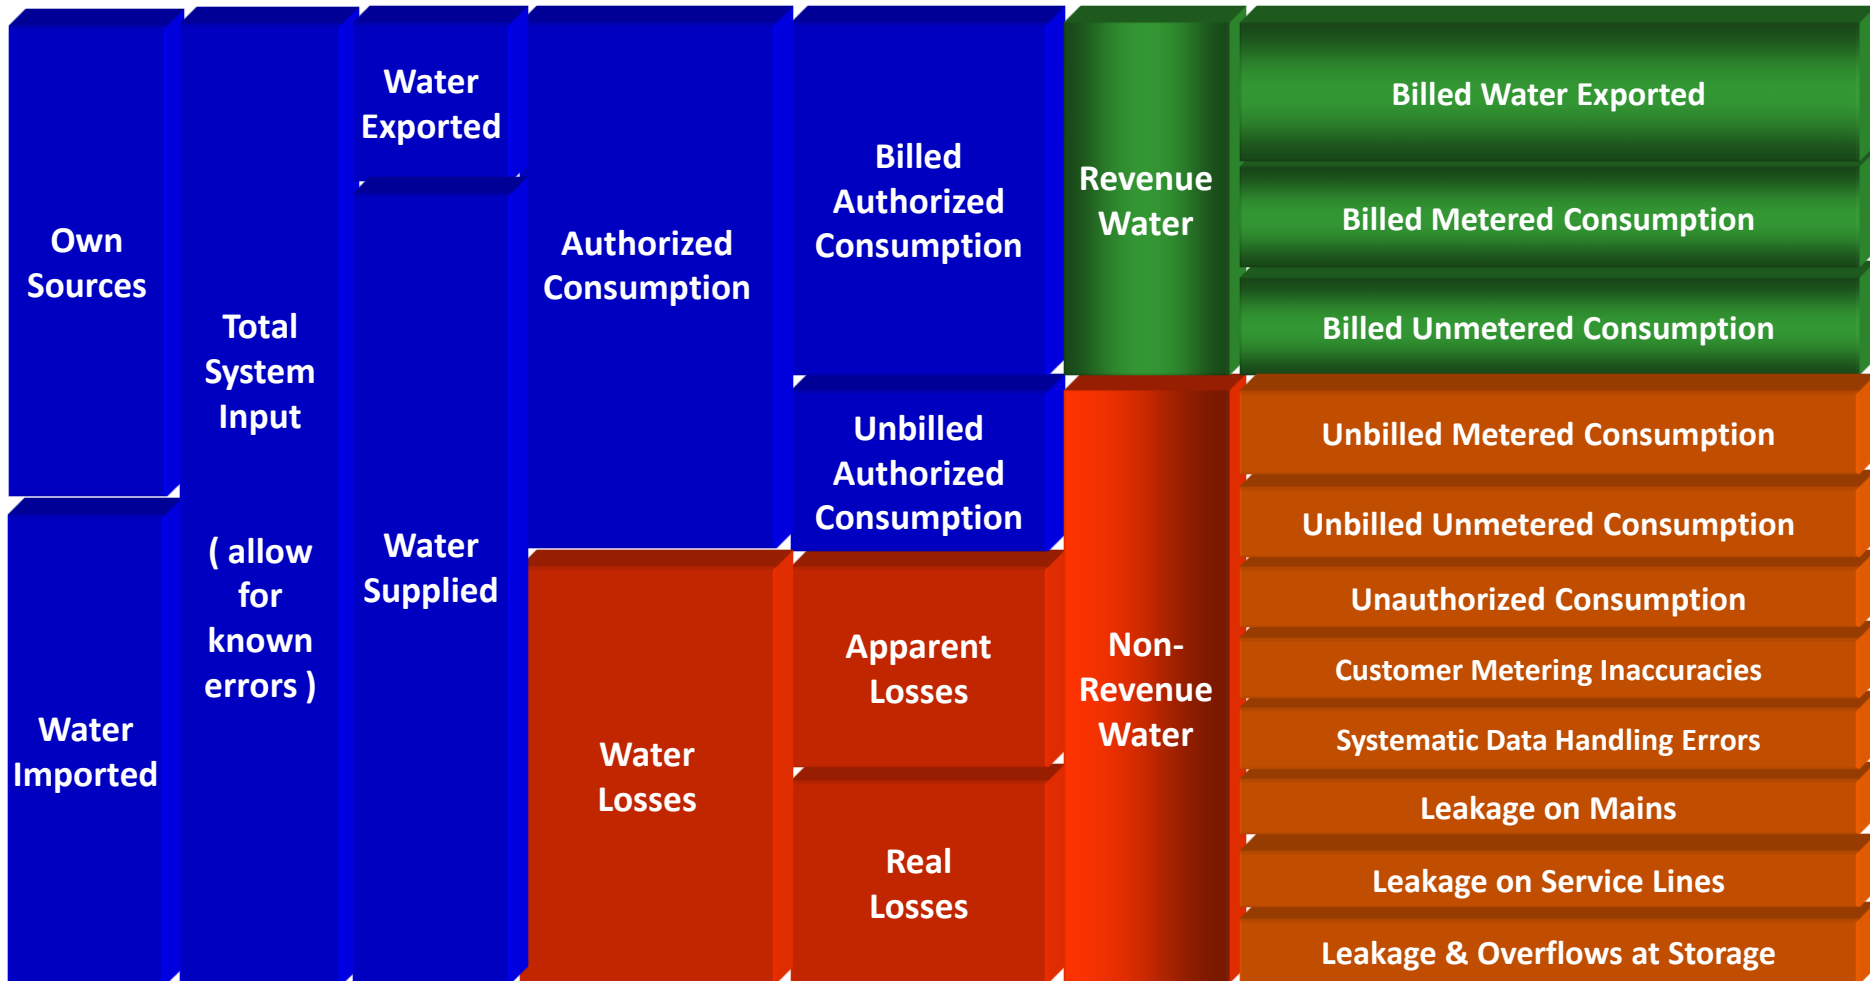 Own
Sources
Water
Imported
Total
System
Input
( allow
for
known
errors )
Water
Exported
Water
Supplied
Authorized
Consumption
Water
Losses
Billed
Authorized
Consumption
Unbilled
Authorized
Consumption
Apparent
Losses
Real
Losses
Revenue
Water
Non-
Revenue
Water
Billed Water Exported
Billed Metered Consumption
Billed Unmetered Consumption
Unbilled Metered Consumption
Unbilled Unmetered Consumption
Unauthorized Consumption
Customer Metering Inaccuracies
Systematic Data Handling Errors
Leakage on Mains
Leakage on Service Lines
Leakage & Overflows at Storage